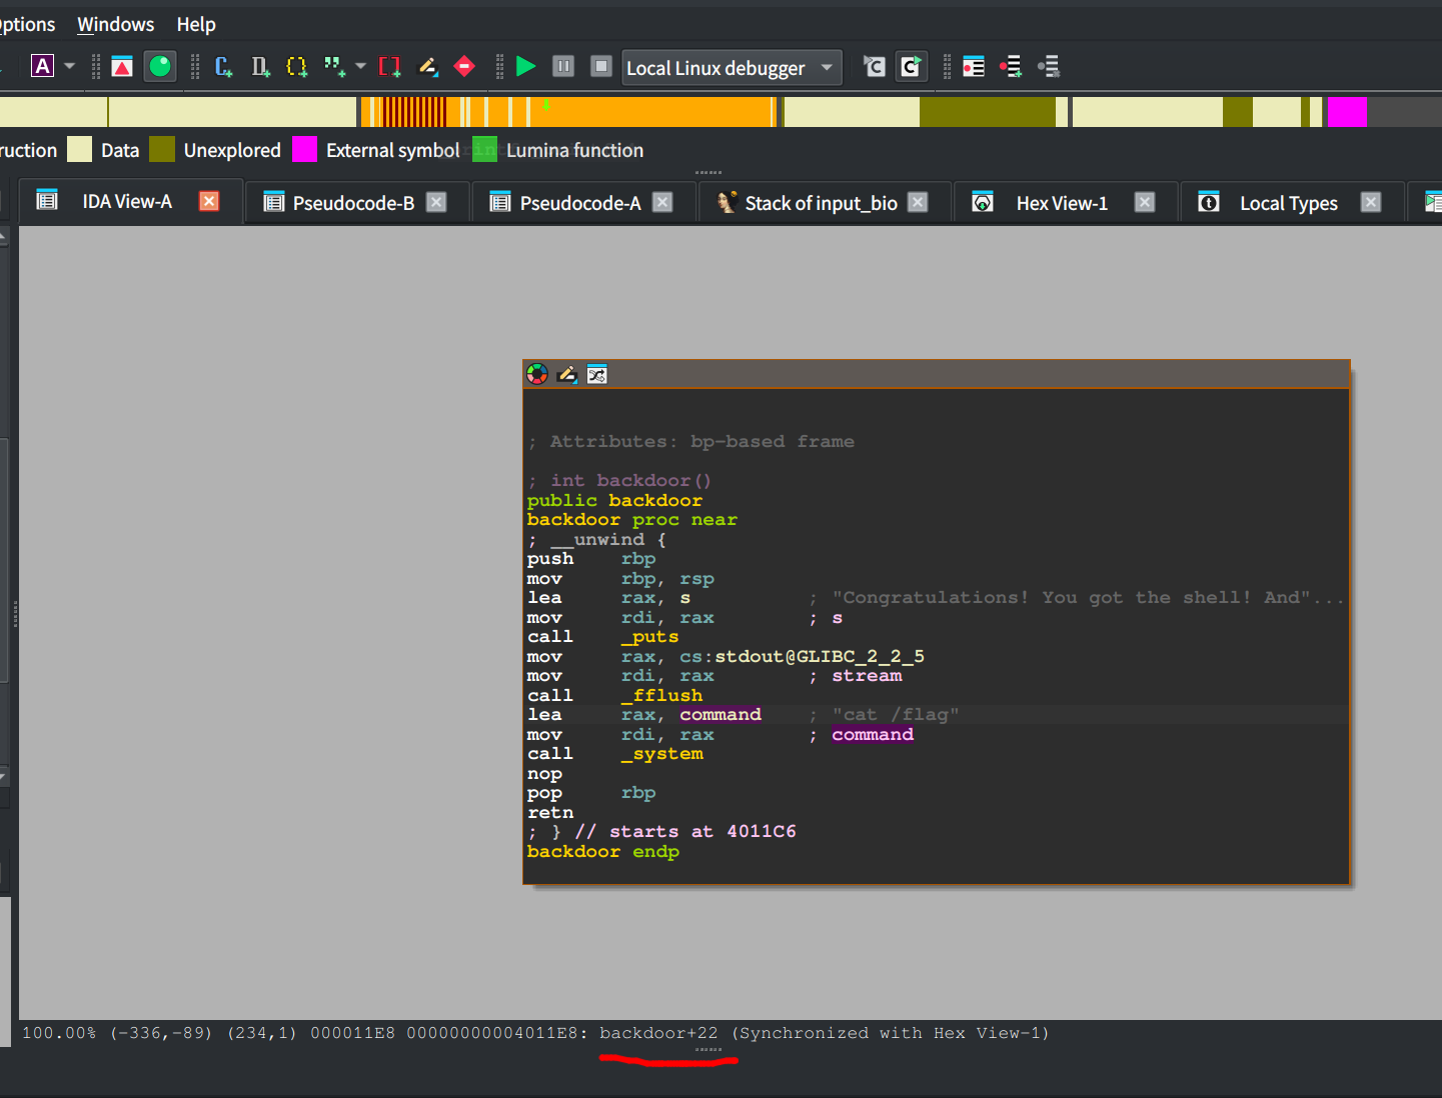 ptions Windows Help
A Local Linux debugger
ruction Data Unexplored External symbol Lumina function
IDA View-A Pseudocode-B Pseudocode-A Stack of input_bio Hex View-1 Local Types
; Attributes: bp-based frame
; int backdoor()
public backdoor
backdoor proc near
; __unwind {
push rbp
mov rbp, rsp
lea rax, s ; "Congratulations! You got the shell! And"...
mov rdi, rax ; s
call _puts
mov rax, cs:stdout@GLIBC_2_2_5
mov rdi, rax ; stream
call _fflush
lea rax, command ; "cat /flag"
mov rdi, rax ; command
call _system
nop
pop rbp
retn
; } // starts at 4011C6
backdoor endp
100.00% (-336,-89) (234,1) 000011E8 00000000004011E8: backdoor+22 (Synchronized with Hex View-1)